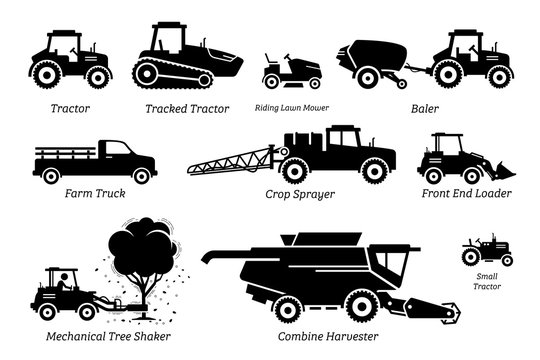 Tractor
Tracked Tractor
Riding Lawn Mower
Baler
Farm Truck
Crop Sprayer
Front End Loader
Mechanical Tree Shaker
Combine Harvester
Small
Tractor